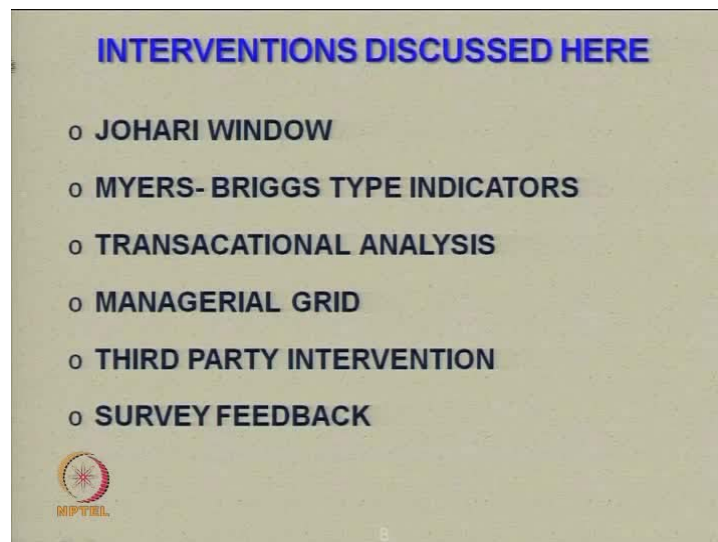 INTERVENTIONS DISCUSSED HERE
o JOHARI WINDOW
o MYERS- BRIGGS TYPE INDICATORS
o TRANSACATIONAL ANALYSIS
o MANAGERIAL GRID
o THIRD PARTY INTERVENTION
o SURVEY FEEDBACK
NPTEL
8